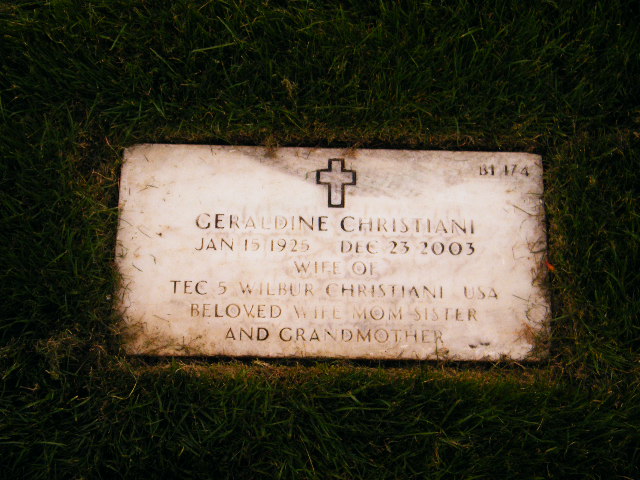 B1 174
GERALDINE CHRISTIANI
JAN 15 1925 DEC 23 2003
WIFE OF
TEC 5 WILBUR CHRISTIANI USA
BELOVED WIFE MOM SISTER
AND GRANDMOTHER